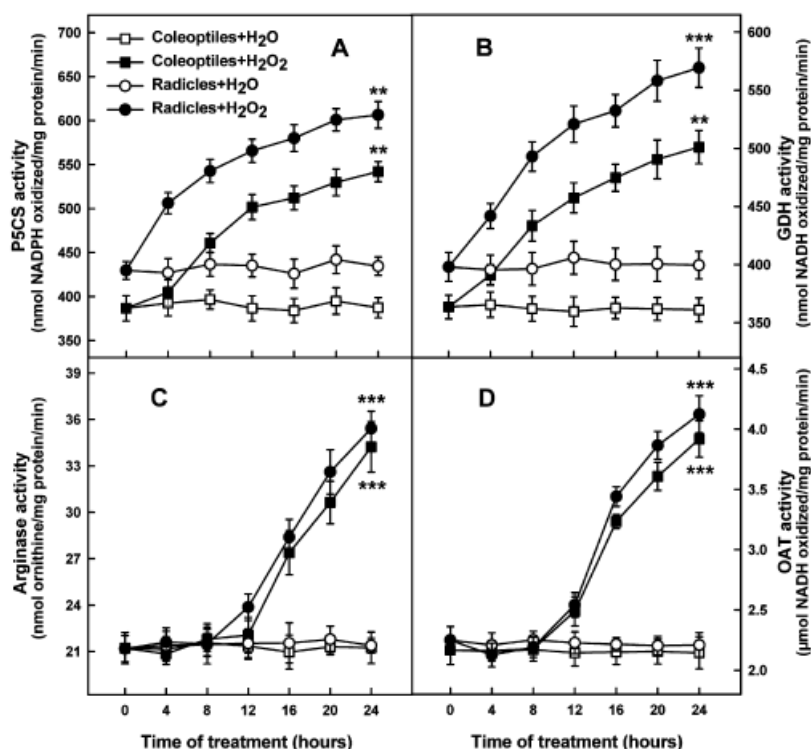 Coleoptiles+H2O
Coleoptiles+H2O2
Radicles+H2O
Radicles+H2O2
A
**
**
P5CS activity
(nmol NADPH oxidized/mg protein/min)
700
650
600
550
500
450
400
350
B
***
**
GDH activity
(nmol NADH oxidized/mg protein/min)
600
550
500
450
400
350
C
***
***
Arginase activity
(nmol ornithine/mg protein/min)
39
36
33
30
27
24
21
D
***
***
OAT activity
(µmol NADH oxidized/mg protein/min)
4.5
4.0
3.5
3.0
2.5
2.0
0 4 8 12 16 20 24
0 4 8 12 16 20 24
Time of treatment (hours)
Time of treatment (hours)